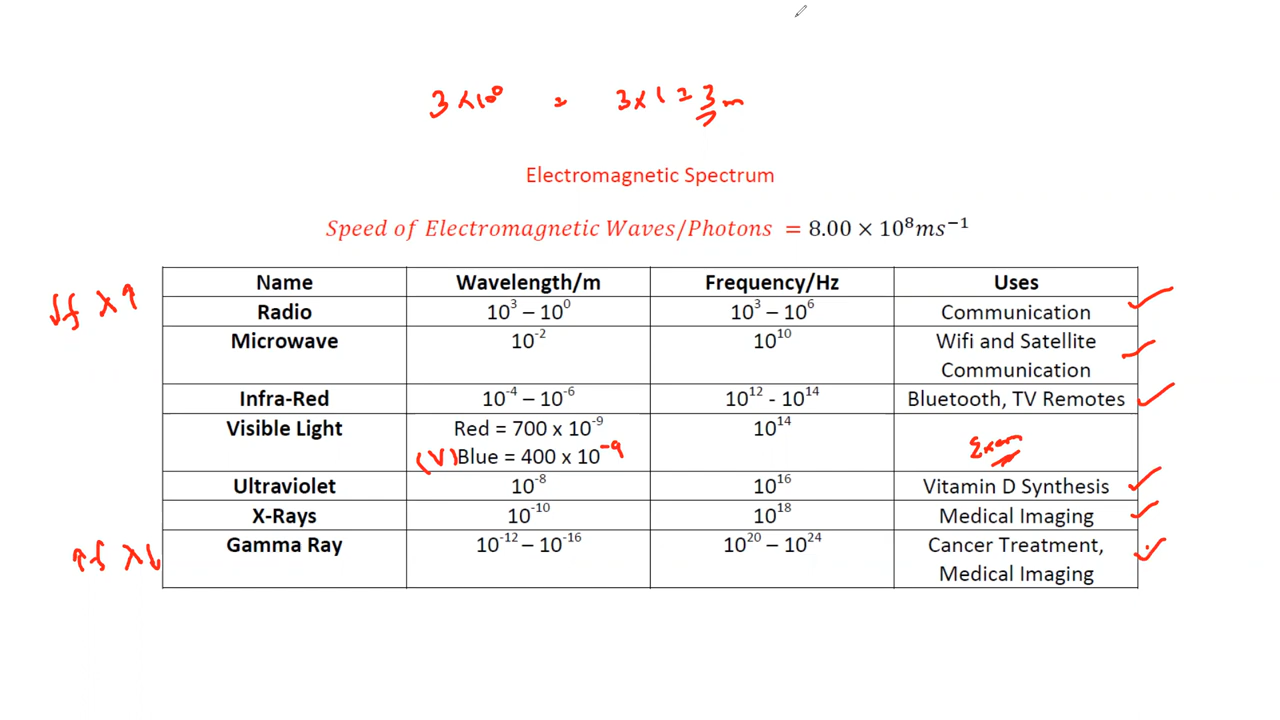 3 × 10⁰ = 3 × 1 = 3 m
Electromagnetic Spectrum
Speed of Electromagnetic Waves/Photons = 8.00 × 10⁸ms⁻¹
Name Wavelength/m Frequency/Hz Uses
↓f λ↑
Radio 10³ – 10⁰ 10³ – 10⁶ Communication
Microwave 10⁻² 10¹⁰ Wifi and Satellite
Communication
Infra-Red 10⁻⁴ – 10⁻⁶ 10¹² - 10¹⁴ Bluetooth, TV Remotes
Visible Light Red = 700 x 10⁻⁹ 10¹⁴
(V) Blue = 400 x 10⁻⁹ Exam
Ultraviolet 10⁻⁸ 10¹⁶ Vitamin D Synthesis
X-Rays 10⁻¹⁰ 10¹⁸ Medical Imaging
↑f λ↓ Gamma Ray 10⁻¹² – 10⁻¹⁶ 10²⁰ – 10²⁴ Cancer Treatment,
Medical Imaging